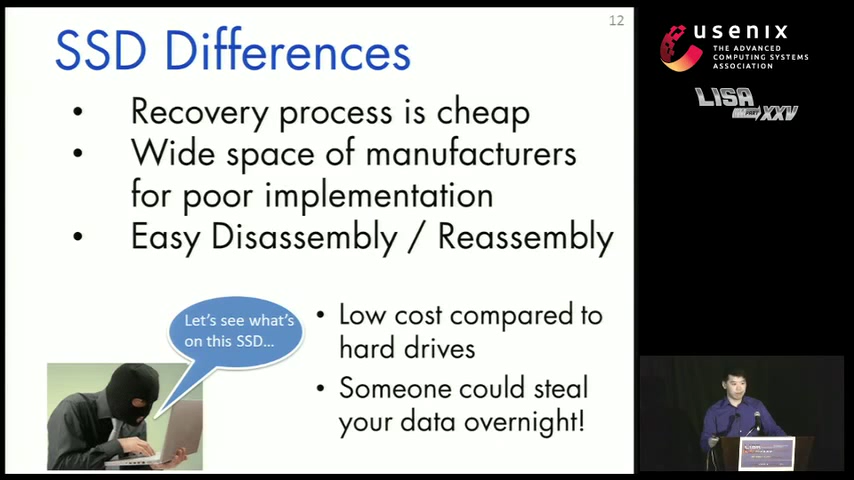 12
SSD Differences
• Recovery process is cheap
• Wide space of manufacturers
for poor implementation
• Easy Disassembly / Reassembly
Let's see what's
on this SSD...
• Low cost compared to
hard drives
• Someone could steal
your data overnight!
usenix
THE ADVANCED
COMPUTING SYSTEMS
ASSOCIATION
LISA
PART
XXV